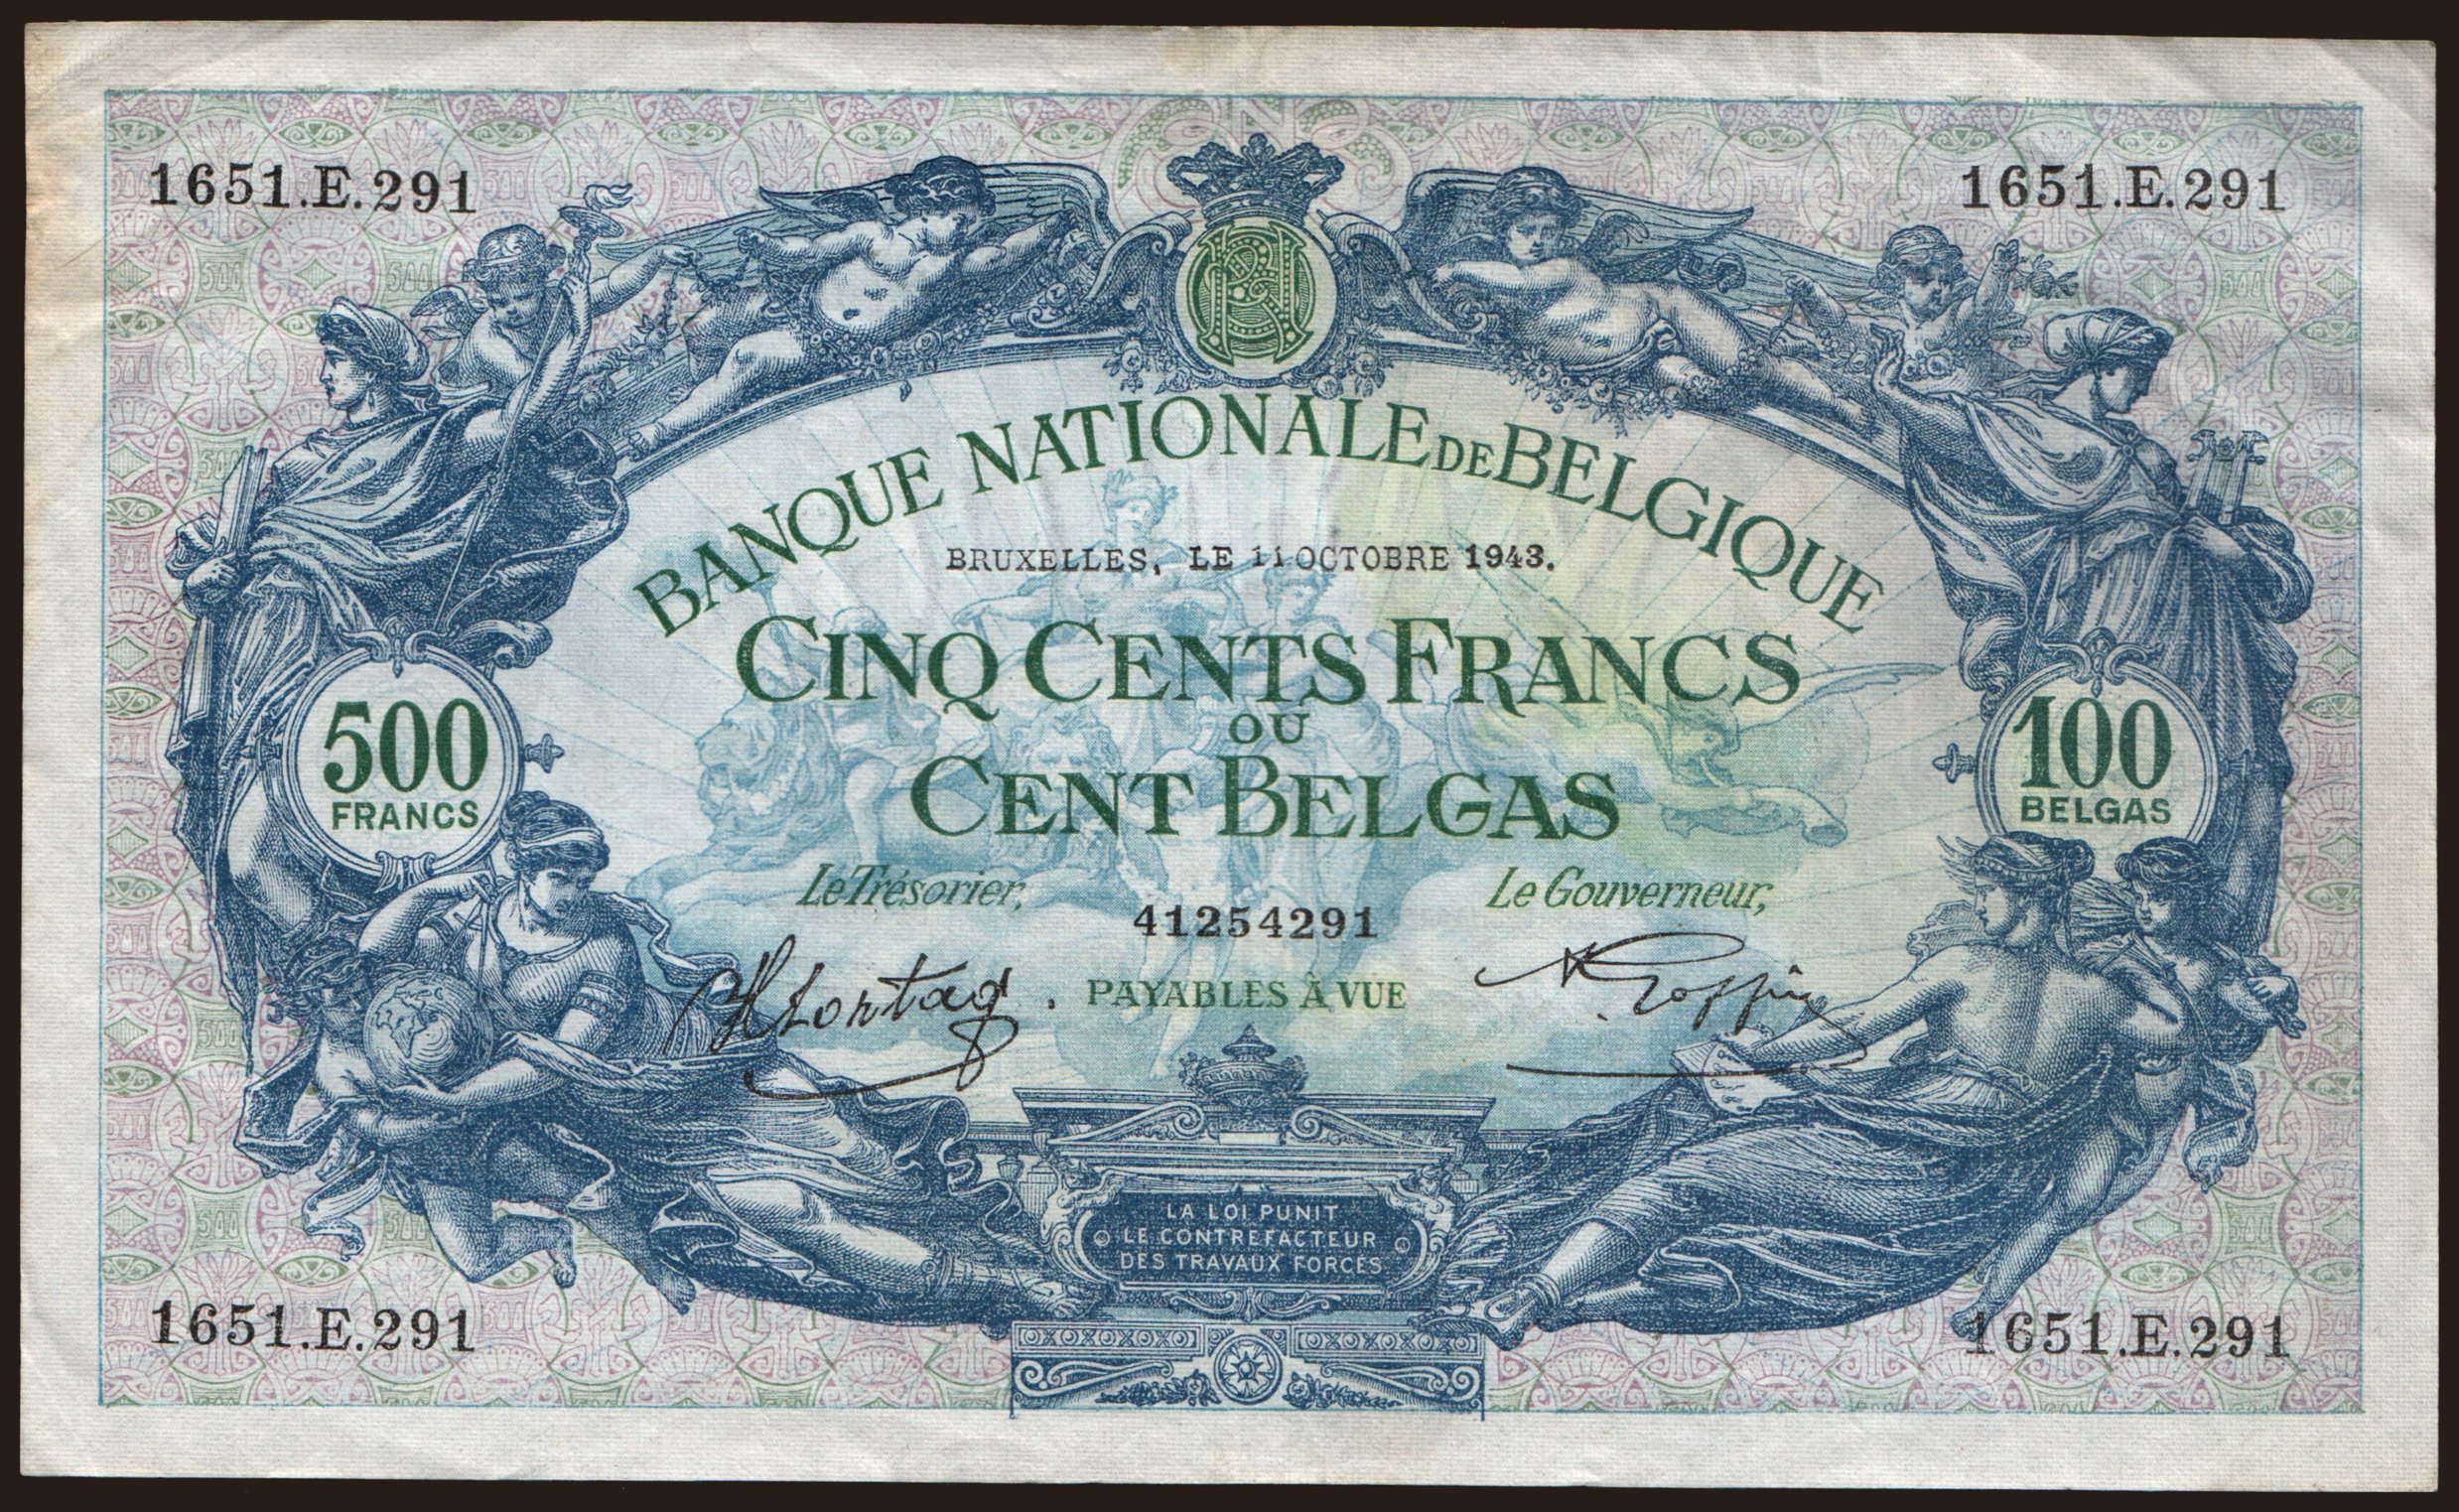 1651.E.291
1651.E.291
BANQUE NATIONALE DE BELGIQUE
BRUXELLES, LE 11 OCTOBRE 1943.
CINQ CENTS FRANCS
OU
CENT BELGAS
500
FRANCS
100
BELGAS
Le Trésorier,
Le Gouverneur,
41254291
PAYABLES À VUE
LA LOI PUNIT
LE CONTREFACTEUR
DES TRAVAUX FORCÉS
1651.E.291
1651.E.291